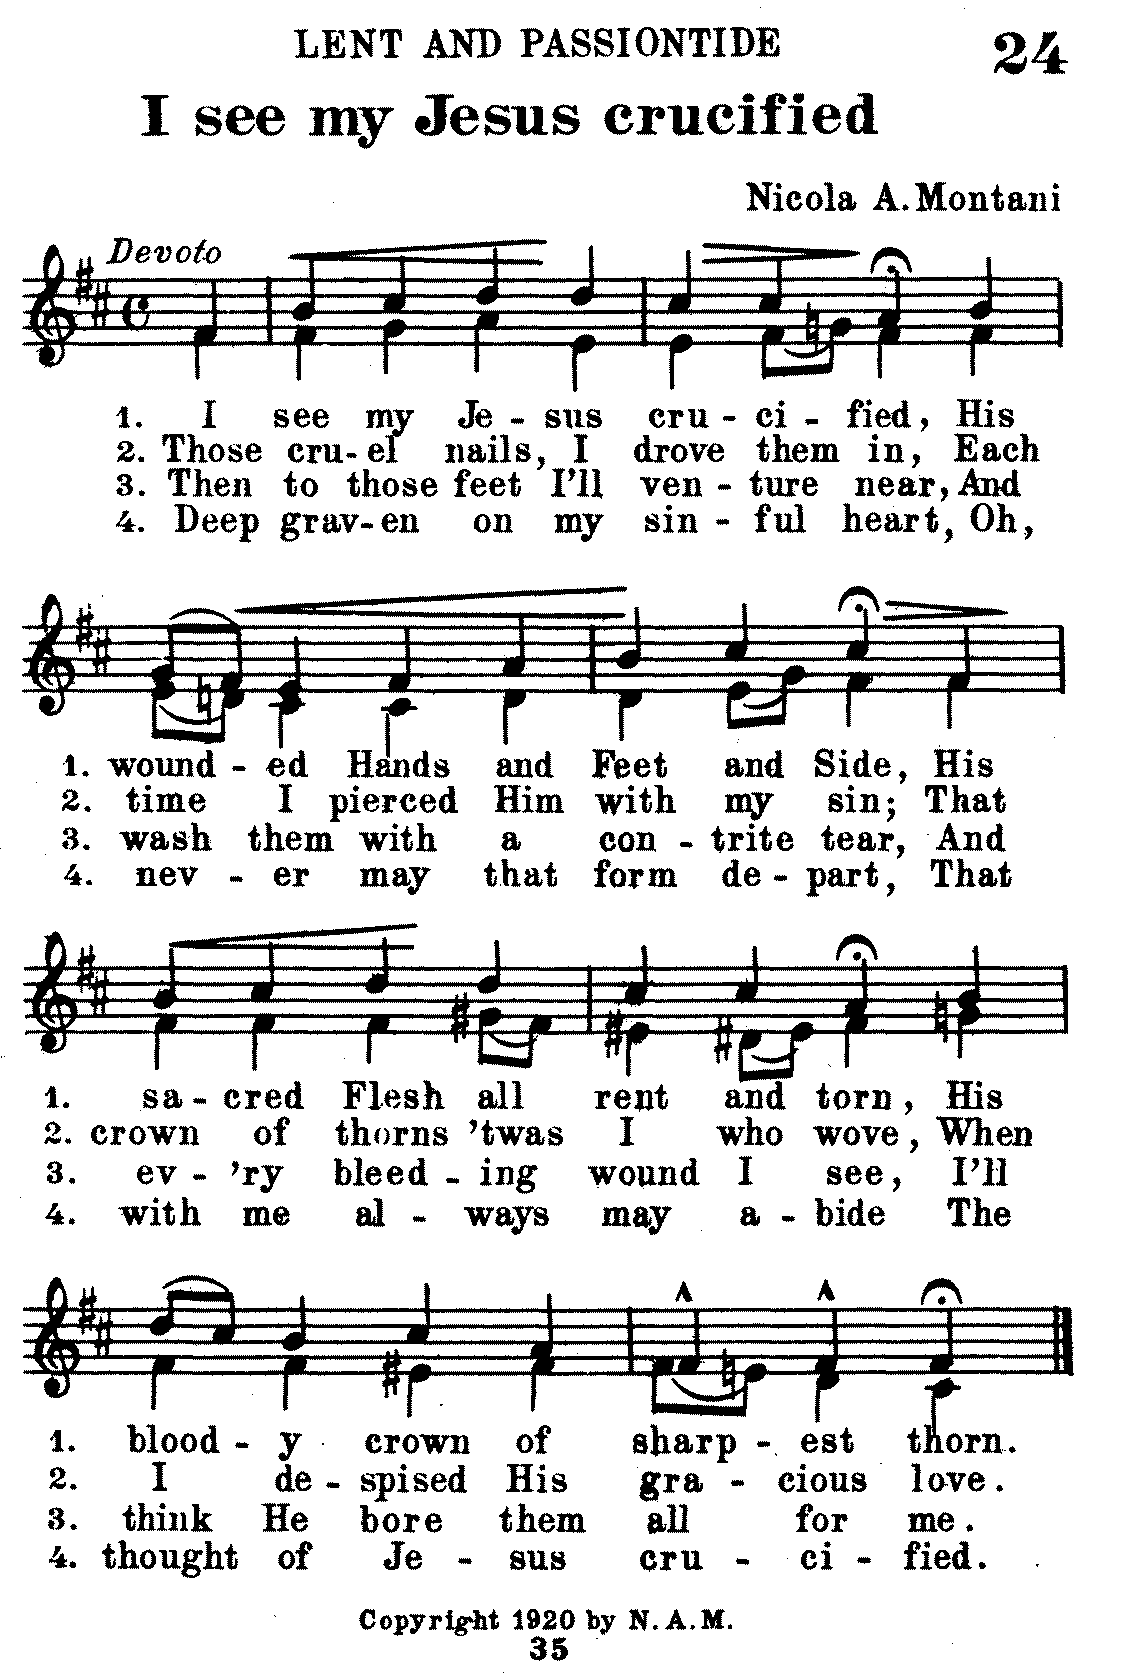 LENT AND PASSIONTIDE 24
I see my Jesus crucified
Nicola A. Montani
Devoto
1. I see my Je - sus cru - ci - fied, His
2. Those cru - el nails, I drove them in, Each
3. Then to those feet I'll ven - ture near, And
4. Deep grav - en on my sin - ful heart, Oh,
1. wound - ed Hands and Feet and Side, His
2. time I pierced Him with my sin; That
3. wash them with a con - trite tear, And
4. nev - er may that form de - part, That
1. sa - cred Flesh all rent and torn, His
2. crown of thorns 'twas I who wove, When
3. ev - 'ry bleed - ing wound I see, I'll
4. with me al - ways may a - bide The
1. blood - y crown of sharp - est thorn.
2. I de - spised His gra - cious love.
3. think He bore them all for me.
4. thought of Je - sus cru - ci - fied.
Copyright 1920 by N. A. M.
35